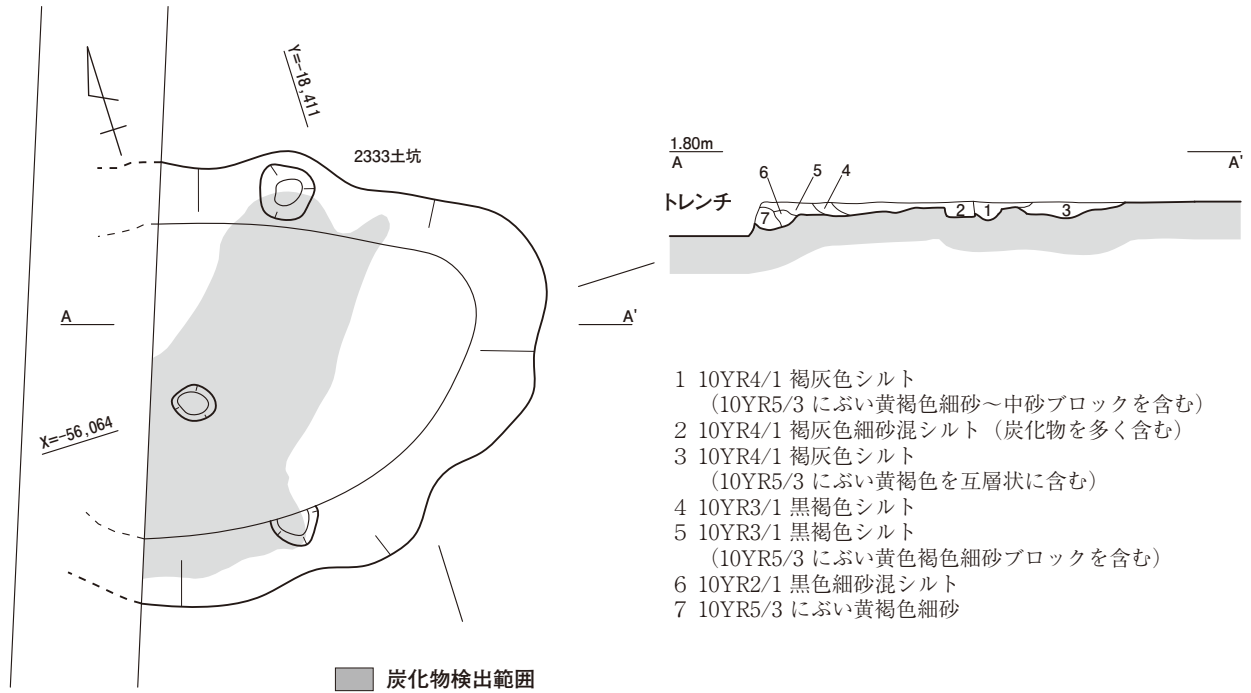 Y=-18,411
2333土坑
A
A'
X=-56,064
炭化物検出範囲
1.80m
A
A'
6
5
4
トレンチ
7
2
1
3
1 10YR4/1 褐灰色シルト
（10YR5/3 にぶい黄褐色細砂～中砂ブロックを含む）
2 10YR4/1 褐灰色細砂混シルト（炭化物を多く含む）
3 10YR4/1 褐灰色シルト
（10YR5/3 にぶい黄褐色を互層状に含む）
4 10YR3/1 黒褐色シルト
5 10YR3/1 黒褐色シルト
（10YR5/3 にぶい黄色褐色細砂ブロックを含む）
6 10YR2/1 黒色細砂混シルト
7 10YR5/3 にぶい黄褐色細砂